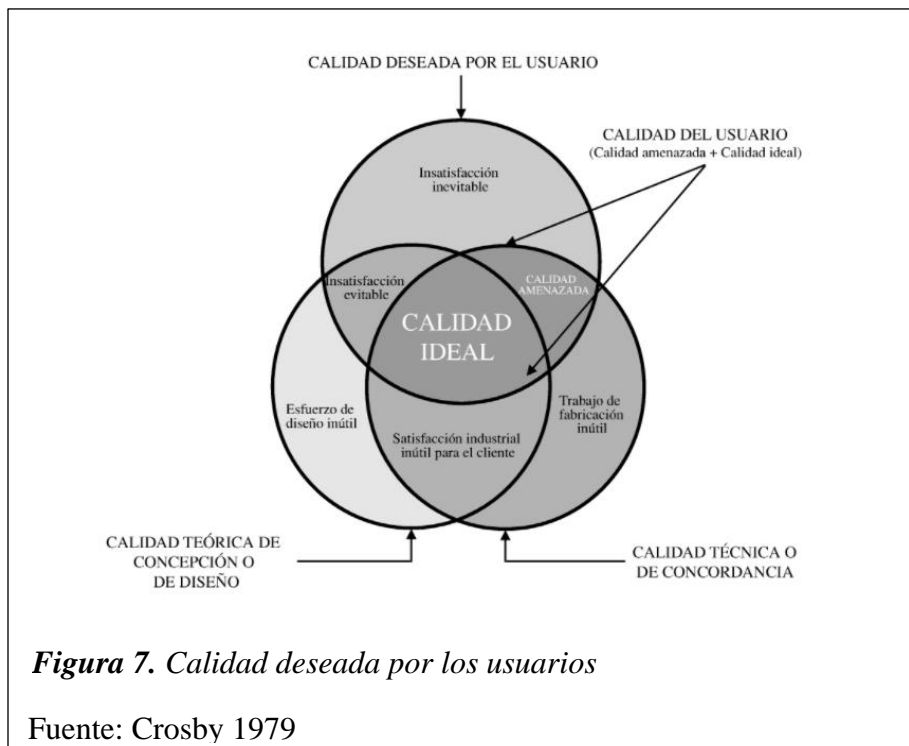 CALIDAD DESEADA POR EL USUARIO
CALIDAD DEL USUARIO
(Calidad amenazada + Calidad ideal)
Insatisfacción
inevitable
Insatisfacción
evitable
CALIDAD
AMENAZADA
CALIDAD
IDEAL
Esfuerzo de
diseño inútil
Trabajo de
fabricación
inútil
Satisfacción industrial
inútil para el cliente
CALIDAD TEÓRICA DE
CONCEPCIÓN O
DE DISEÑO
CALIDAD TÉCNICA O
DE CONCORDANCIA
Figura 7. Calidad deseada por los usuarios
Fuente: Crosby 1979